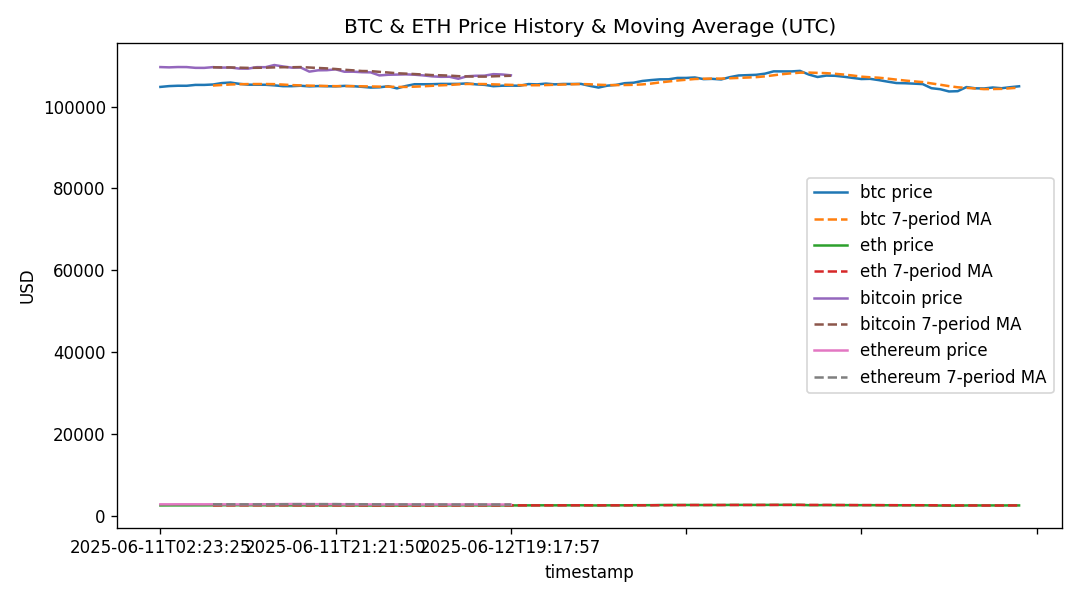 BTC & ETH Price History & Moving Average (UTC)
USD
100000
80000
60000
40000
20000
0
btc price
btc 7-period MA
eth price
eth 7-period MA
bitcoin price
bitcoin 7-period MA
ethereum price
ethereum 7-period MA
2025-06-11T02:23:25
2025-06-11T21:21:50
2025-06-12T19:17:57
timestamp